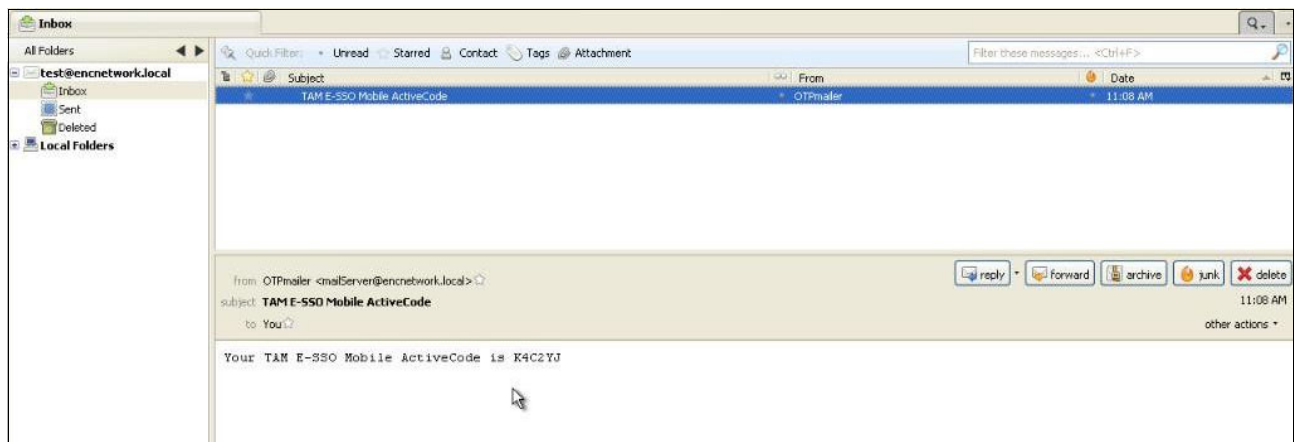 Inbox
All Folders
Quick Filter: • Unread Starred Contact Tags Attachment
Filter these messages... <Ctrl+F>
test@encnetwork.local
Inbox
Sent
Deleted
Local Folders
Subject From Date
TAM E-SSO Mobile ActiveCode OTPmailer 11:08 AM
from OTPmailer <mailServer@encnetwork.local>
reply forward archive junk delete
subject TAM E-SSO Mobile ActiveCode
11:08 AM
to You
other actions
Your TAM E-SSO Mobile ActiveCode is K4C2YJ